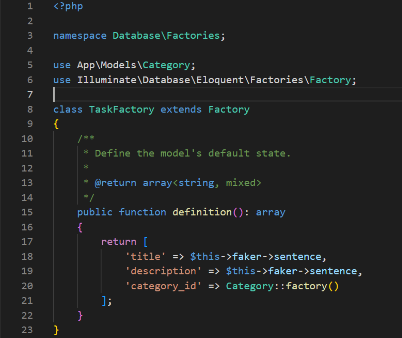 1 <?php
2
3 namespace Database\Factories;
4
5 use App\Models\Category;
6 use Illuminate\Database\Eloquent\Factories\Factory;
7
8 class TaskFactory extends Factory
9 {
10     /**
11      * Define the model's default state.
12      *
13      * @return array<string, mixed>
14      */
15     public function definition(): array
16     {
17         return [
18             'title' => $this->faker->sentence,
19             'description' => $this->faker->sentence,
20             'category_id' => Category::factory()
21         ];
22     }
23 }